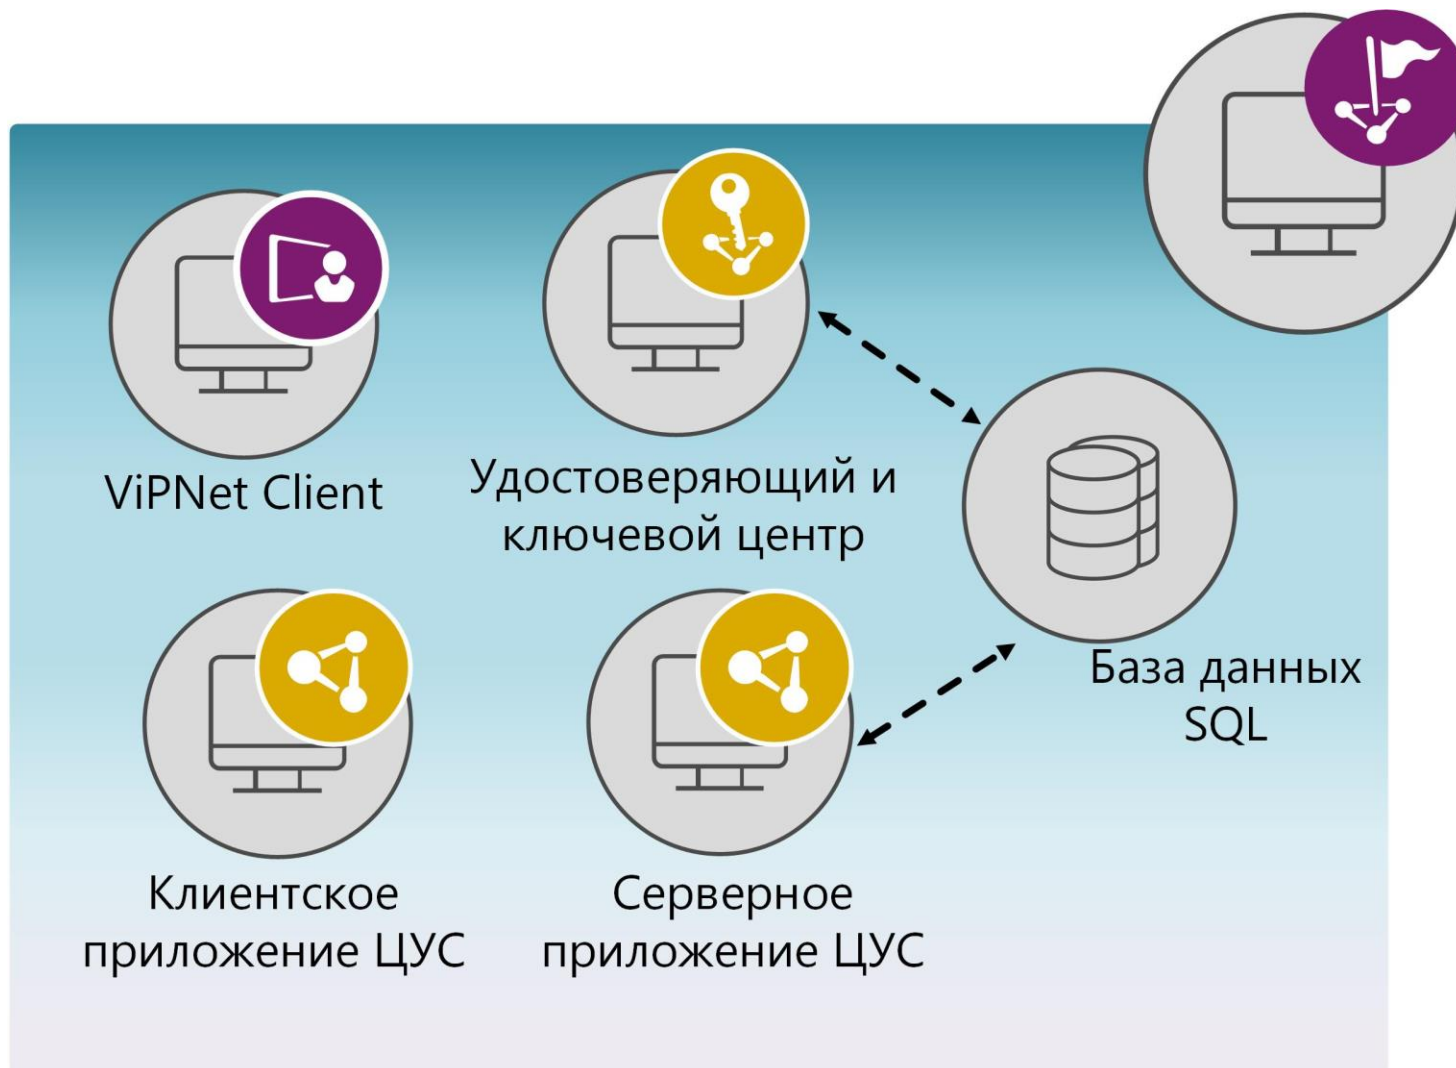 ViPNet Client
Удостоверяющий и
ключевой центр
База данных
SQL
Клиентское
приложение ЦУС
Серверное
приложение ЦУС